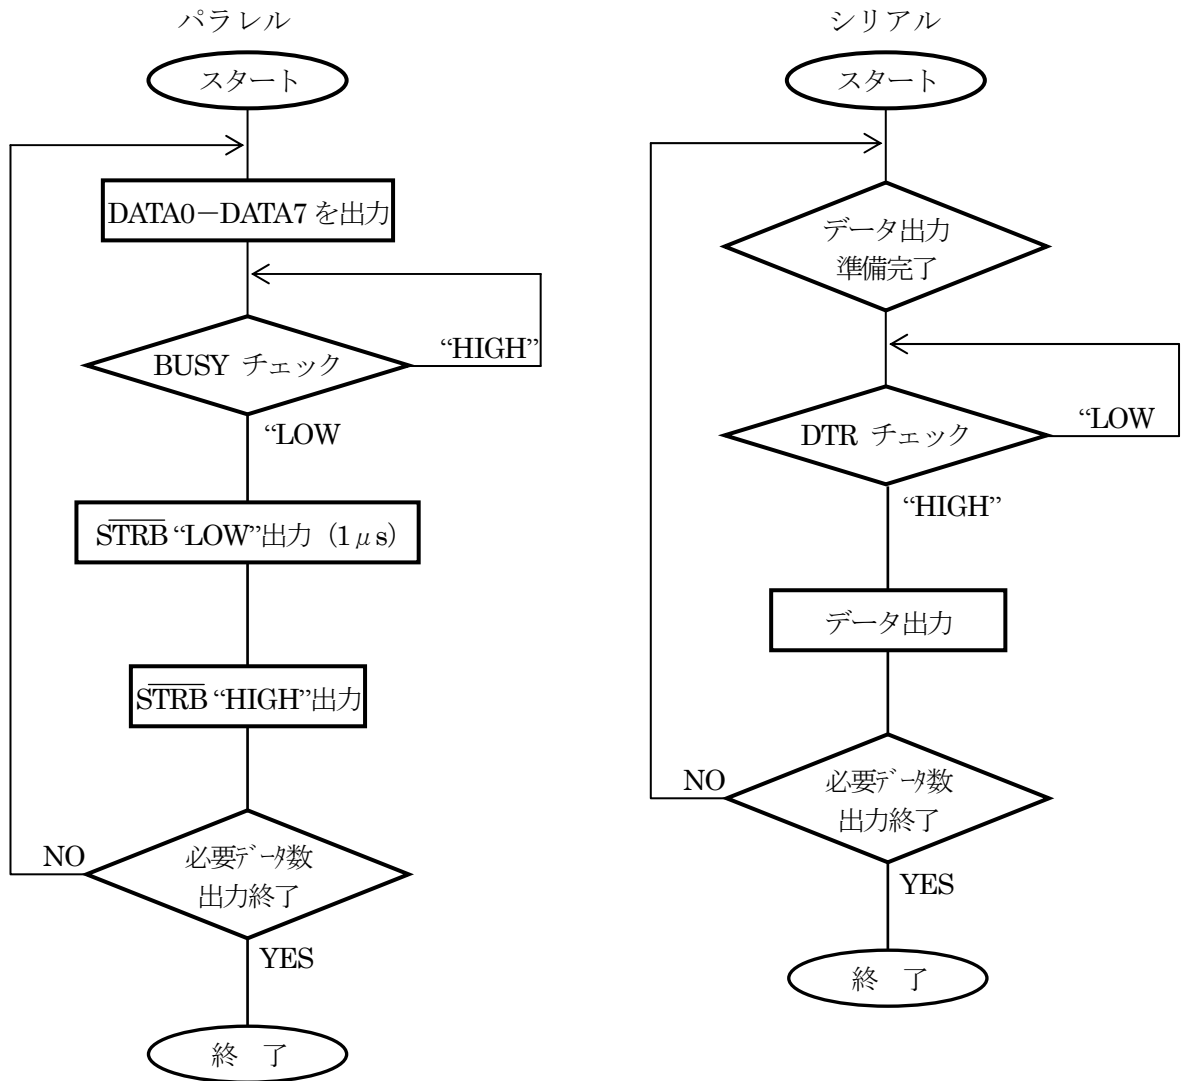 パラレル
スタート
DATA0－DATA7 を出力
BUSY チェック
“HIGH”
“LOW
S̅T̅R̅B̅ “LOW”出力（1μs）
S̅T̅R̅B̅ “HIGH”出力
必要ﾃﾞｰﾀ数
出力終了
NO
YES
終　了
シリアル
スタート
データ出力
準備完了
DTR チェック
“LOW
“HIGH”
データ出力
必要ﾃﾞｰﾀ数
出力終了
NO
YES
終　了